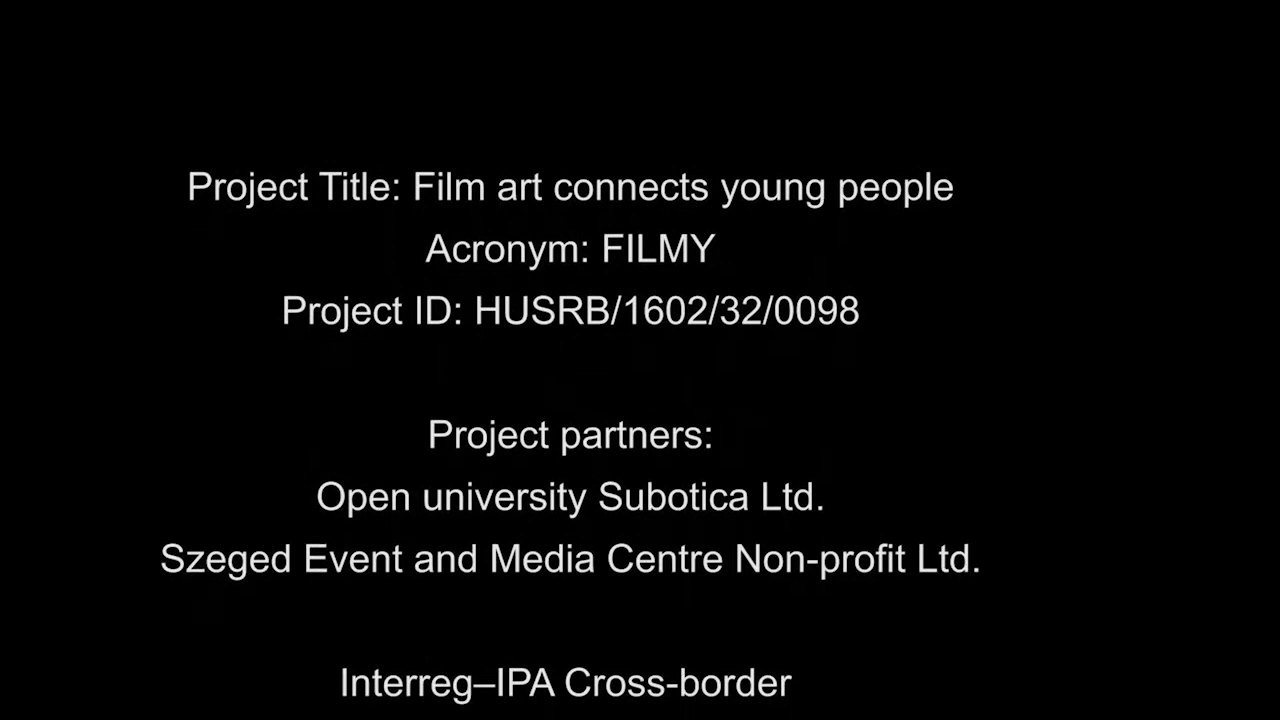 Project Title: Film art connects young people
Acronym: FILMY
Project ID: HUSRB/1602/32/0098
Project partners:
Open university Subotica Ltd.
Szeged Event and Media Centre Non-profit Ltd.
Interreg–IPA Cross-border